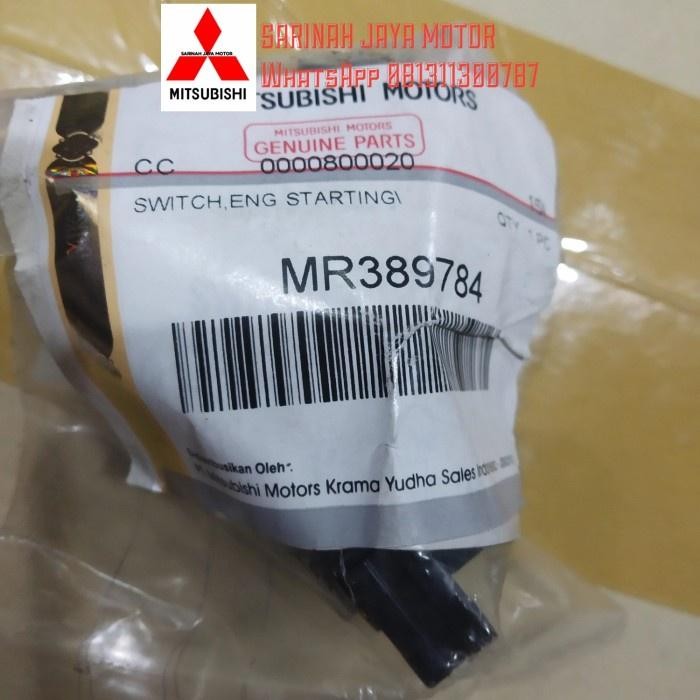 SARINAH JAYA MOTOR
WhatsApp 081311300787
SARINAH JAYA MOTOR
MITSUBISHI
TSUBISHI MOTORS
MITSUBISHI MOTORS
GENUINE PARTS
CC 0000800020
SWITCH,ENG STARTING\
QTY 1 PC
MR389784
Oleh :
Mitsubishi Motors Krama Yudha Sales